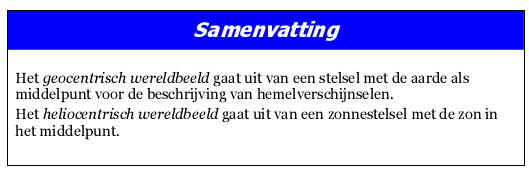 Samenvatting
Het geocentrisch wereldbeeld gaat uit van een stelsel met de aarde als
middelpunt voor de beschrijving van hemelverschijnselen.
Het heliocentrisch wereldbeeld gaat uit van een zonnestelsel met de zon in
het middelpunt.